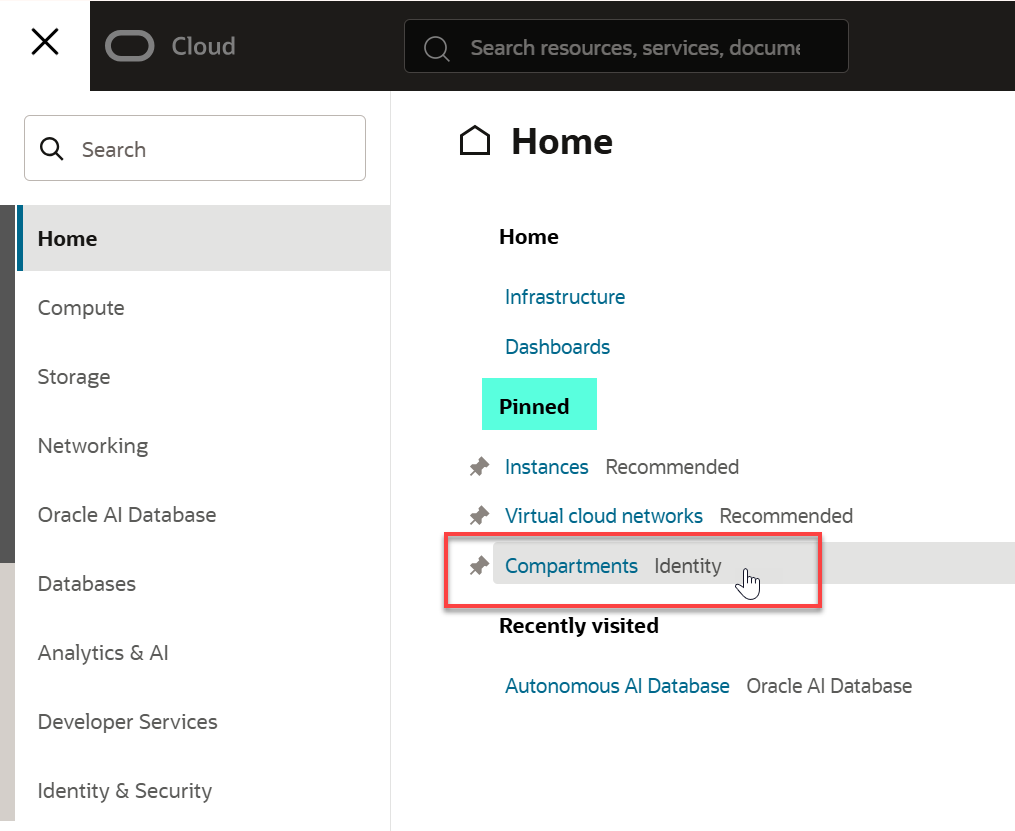 Cloud
Search resources, services, docume
Search
Home
Compute
Storage
Networking
Oracle AI Database
Databases
Analytics & AI
Developer Services
Identity & Security
Home
Home
Infrastructure
Dashboards
Pinned
Instances Recommended
Virtual cloud networks Recommended
Compartments Identity
Recently visited
Autonomous AI Database Oracle AI Database